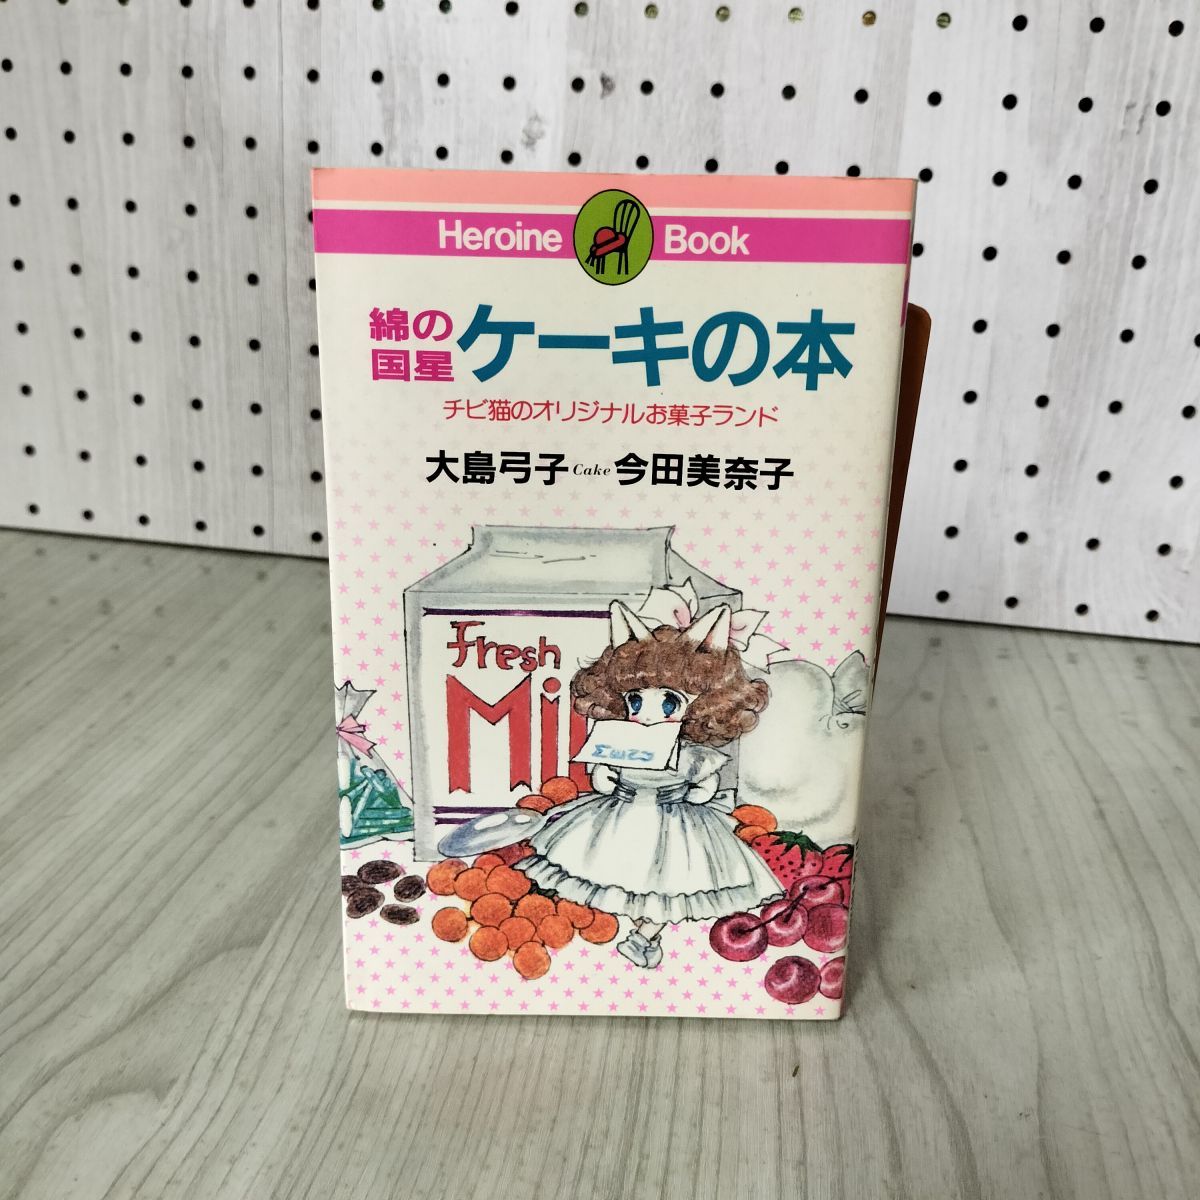 Heroine Book
綿の国星 ケーキの本
チビ猫のオリジナルお菓子ランド
大島弓子 Cake 今田美奈子
Fresh
Mil